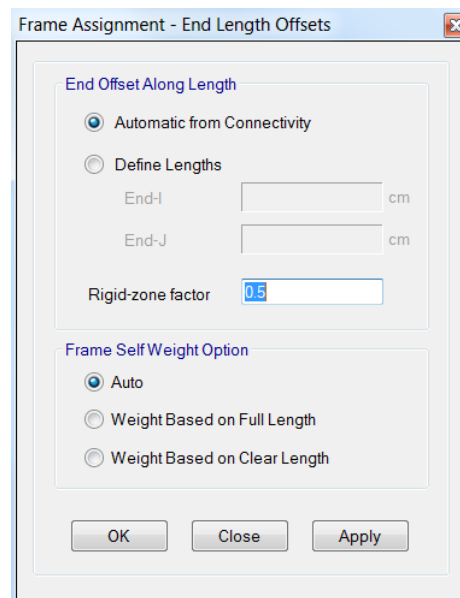 Frame Assignment - End Length Offsets
End Offset Along Length
Automatic from Connectivity
Define Lengths
End-I cm
End-J cm
Rigid-zone factor 0.5
Frame Self Weight Option
Auto
Weight Based on Full Length
Weight Based on Clear Length
OK Close Apply